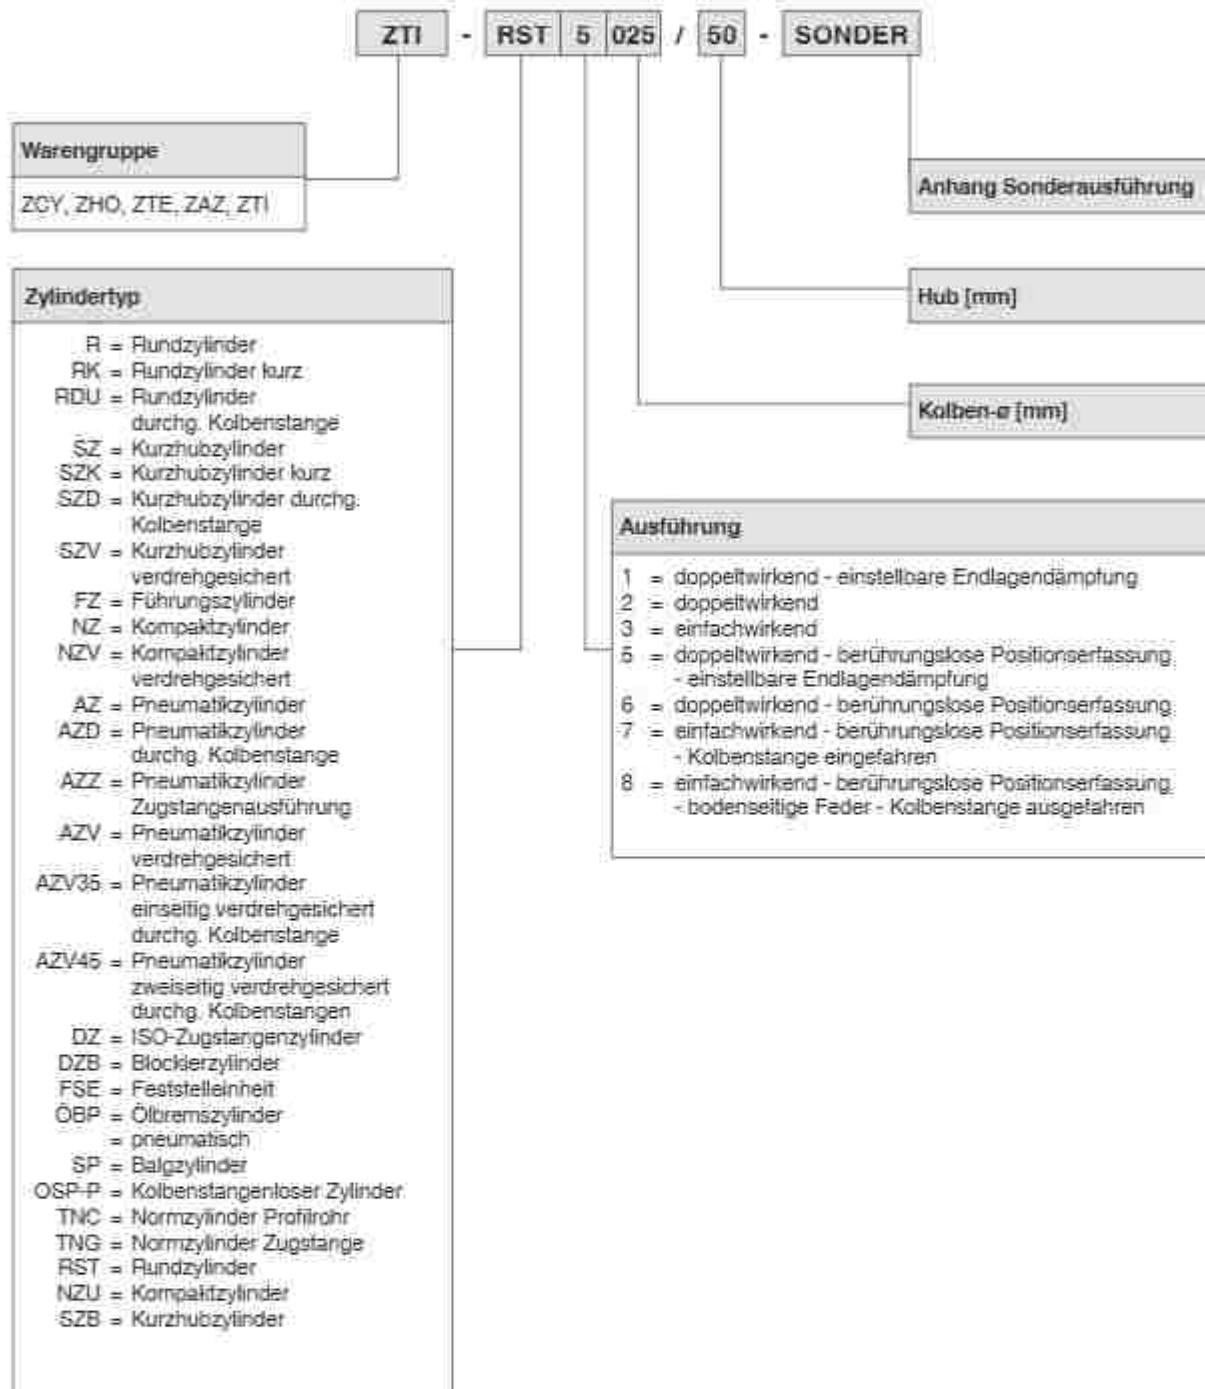 ZTI - RST 5 025 / 50 - SONDER
Warengruppe
ZCY, ZHO, ZTE, ZAZ, ZTI
Anhang Sonderausführung
Hub [mm]
Kolben-ø [mm]
Zylindertyp
R = Rundzylinder
RK = Rundzylinder kurz
RDU = Rundzylinder
durchg. Kolbenstange
SZ = Kurzhubzylinder
SZK = Kurzhubzylinder kurz
SZD = Kurzhubzylinder durchg.
Kolbenstange
SZV = Kurzhubzylinder
verdrehgesichert
FZ = Führungszylinder
NZ = Kompaktzylinder
NZV = Kompaktzylinder
verdrehgesichert
AZ = Pneumatikzylinder
AZD = Pneumatikzylinder
durchg. Kolbenstange
AZZ = Pneumatikzylinder
Zugstangenausführung
AZV = Pneumatikzylinder
verdrehgesichert
AZV35 = Pneumatikzylinder
einseitig verdrehgesichert
durchg. Kolbenstange
AZV45 = Pneumatikzylinder
zweiseitig verdrehgesichert
durchg. Kolbenstangen
DZ = ISO-Zugstangenzylinder
DZB = Blockierzylinder
FSE = Feststelleinheit
ÖBP = Ölbremszylinder
= pneumatisch
SP = Balgzylinder
OSP-P = Kolbenstangenloser Zylinder
TNC = Normzylinder Profilrohr
TNG = Normzylinder Zugstange
RST = Rundzylinder
NZU = Kompaktzylinder
SZB = Kurzhubzylinder
Ausführung
1 = doppeltwirkend - einstellbare Endlagendämpfung
2 = doppeltwirkend
3 = einfachwirkend
5 = doppeltwirkend - berührungslose Positionserfassung
- einstellbare Endlagendämpfung
6 = doppeltwirkend - berührungslose Positionserfassung
7 = einfachwirkend - berührungslose Positionserfassung
- Kolbenstange eingefahren
8 = einfachwirkend - berührungslose Positionserfassung
- bodenseitige Feder - Kolbenstange ausgefahren